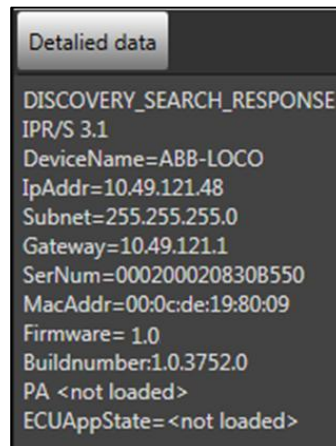 Detalied data
DISCOVERY_SEARCH_RESPONSE
IPR/S 3.1
DeviceName=ABB-LOCO
IpAddr=10.49.121.48
Subnet=255.255.255.0
Gateway=10.49.121.1
SerNum=000200020830B550
MacAddr=00:0c:de:19:80:09
Firmware= 1.0
Buildnumber:1.0.3752.0
PA <not loaded>
ECUAppState=<not loaded>